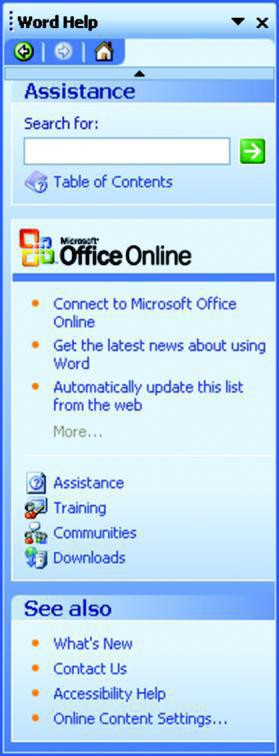 Word Help
Assistance
Search for:
Table of Contents
Microsoft
Office Online
Connect to Microsoft Office
Online
Get the latest news about using
Word
Automatically update this list
from the web
More...
Assistance
Training
Communities
Downloads
See also
What's New
Contact Us
Accessibility Help
Online Content Settings...